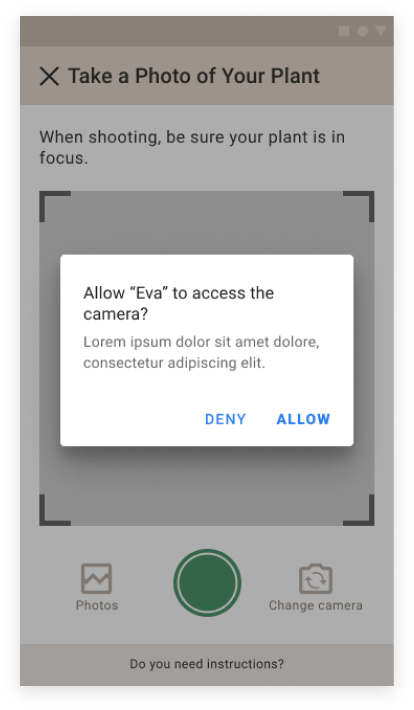 Take a Photo of Your Plant
When shooting, be sure your plant is in
focus.
Allow “Eva” to access the
camera?
Lorem ipsum dolor sit amet dolore,
consectetur adipiscing elit.
DENY ALLOW
Photos Change camera
Do you need instructions?